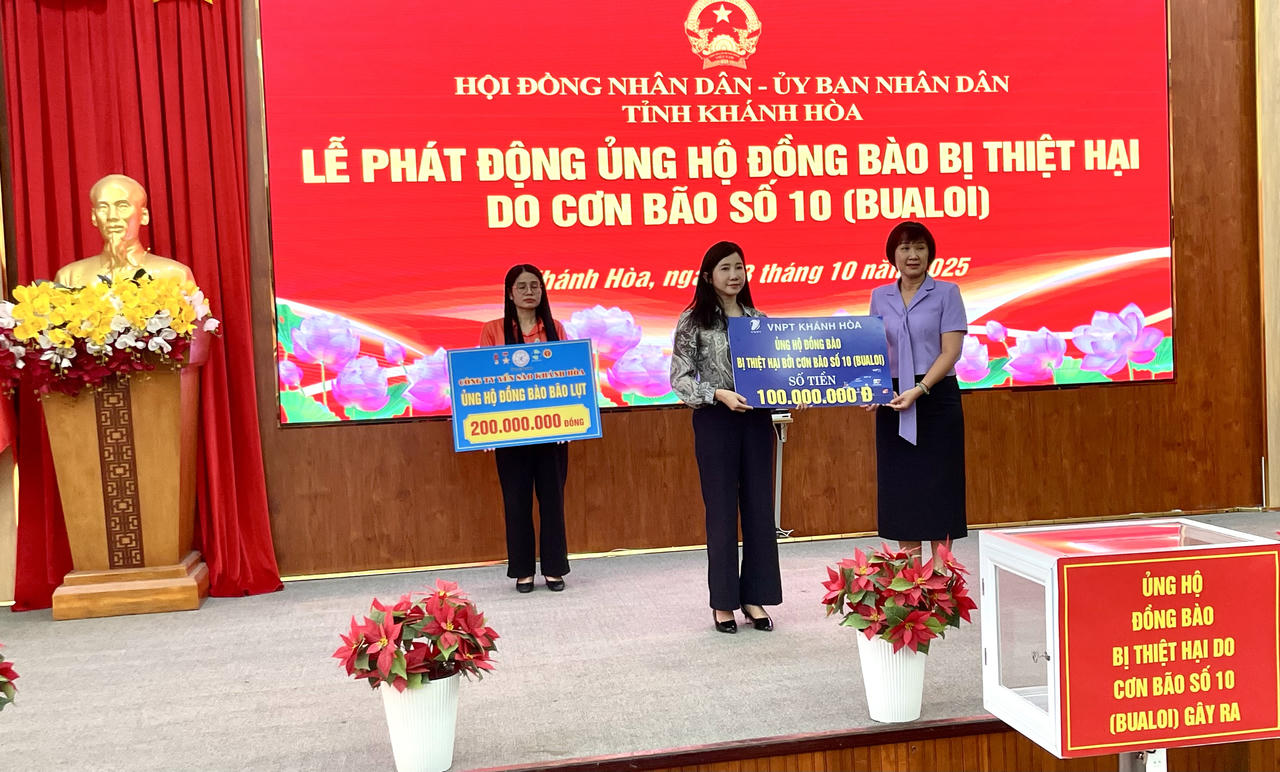 HỘI ĐỒNG NHÂN DÂN - ỦY BAN NHÂN DÂN
TỈNH KHÁNH HÒA
LỄ PHÁT ĐỘNG ỦNG HỘ ĐỒNG BÀO BỊ THIỆT HẠI
DO CƠN BÃO SỐ 10 (BUALOI)
hánh Hòa, ngà 3 tháng 10 năm 2025
CÔNG TY YẾN SÀO KHÁNH HÒA
ỦNG HỘ ĐỒNG BÀO BÃO LỤT
200.000.000 ĐỒNG
VNPT
VNPT KHÁNH HÒA
ỦNG HỘ ĐỒNG BÀO
BỊ THIỆT HẠI BỞI CƠN BÃO SỐ 10 (BUALOI)
SỐ TIỀN
100.000.000 Đ
ỦNG HỘ
ĐỒNG BÀO
BỊ THIỆT HẠI DO
CƠN BÃO SỐ 10
(BUALOI) GÂY RA